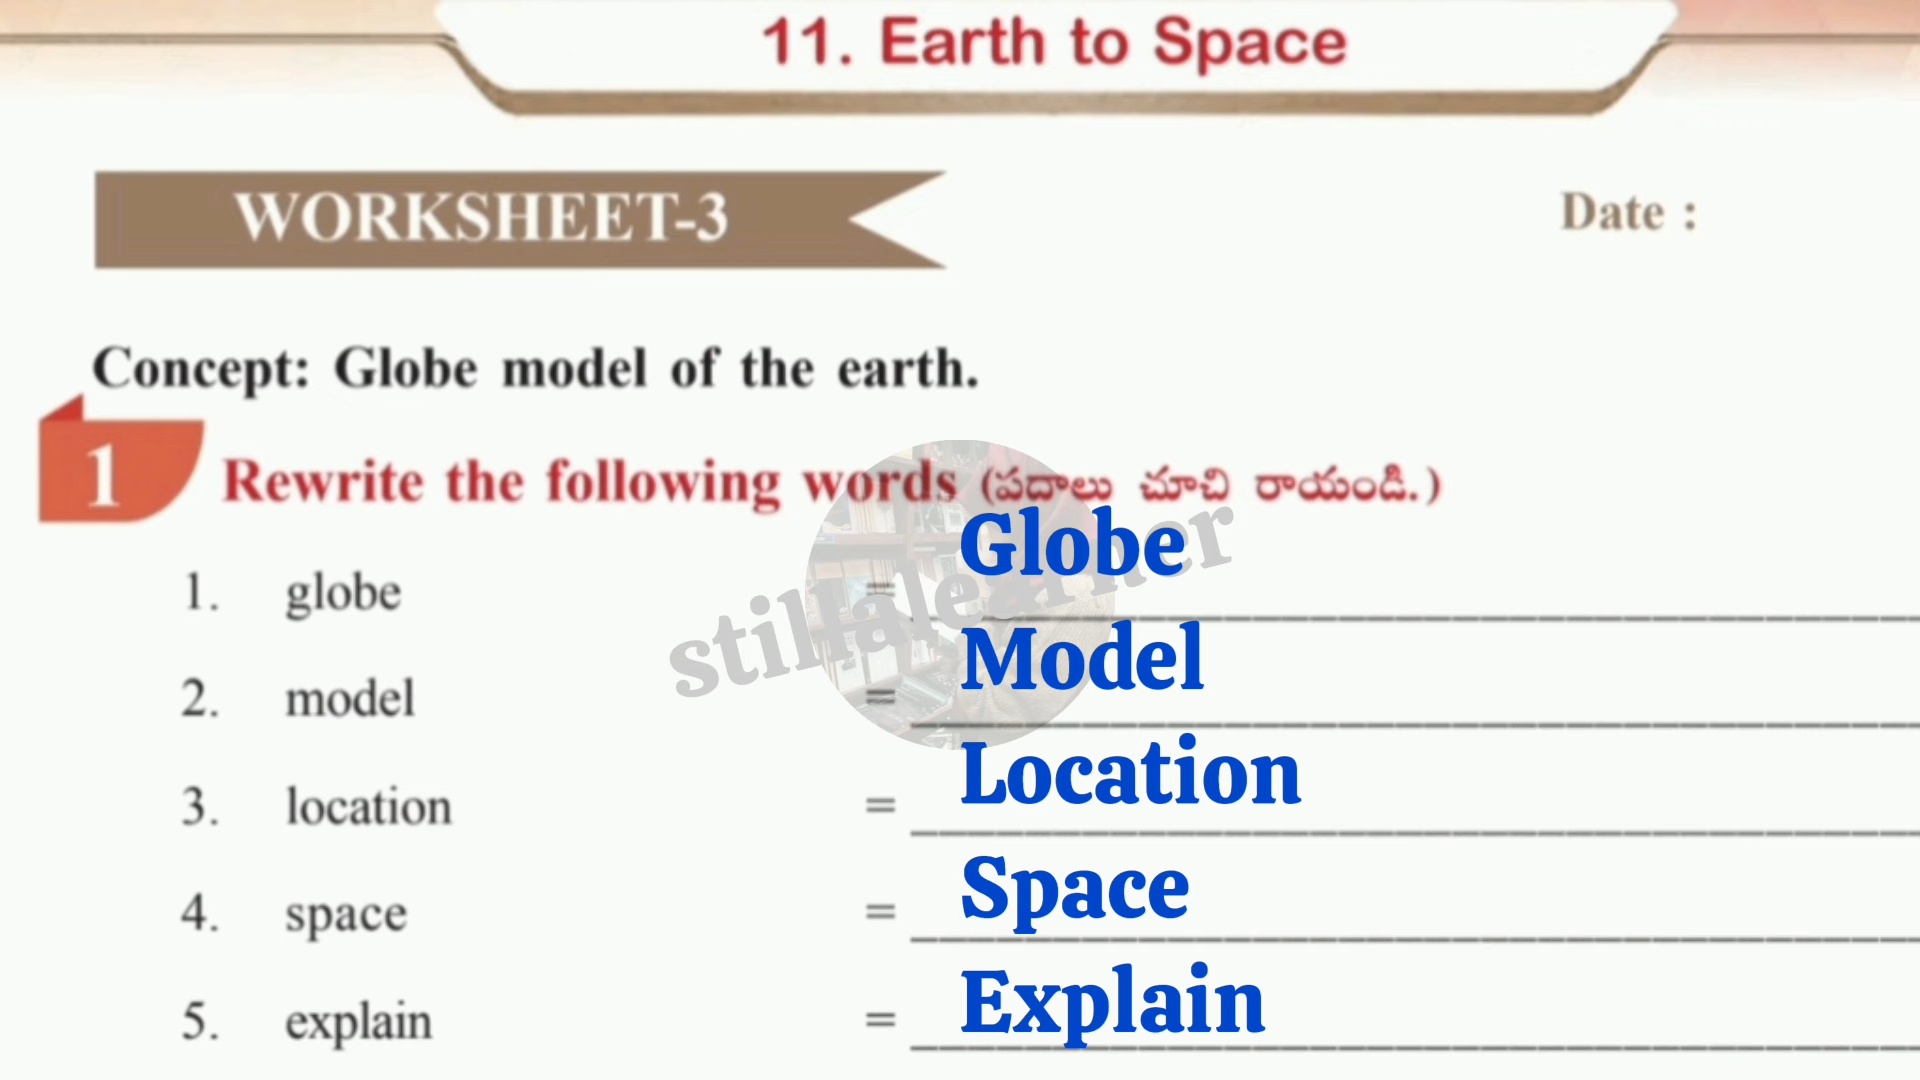 11. Earth to Space
WORKSHEET-3
Date :
Concept: Globe model of the earth.
1 Rewrite the following words (పదాలు చూచి రాయండి.)
1. globe = Globe
2. model = Model
3. location = Location
4. space = Space
5. explain = Explain
stillalearner